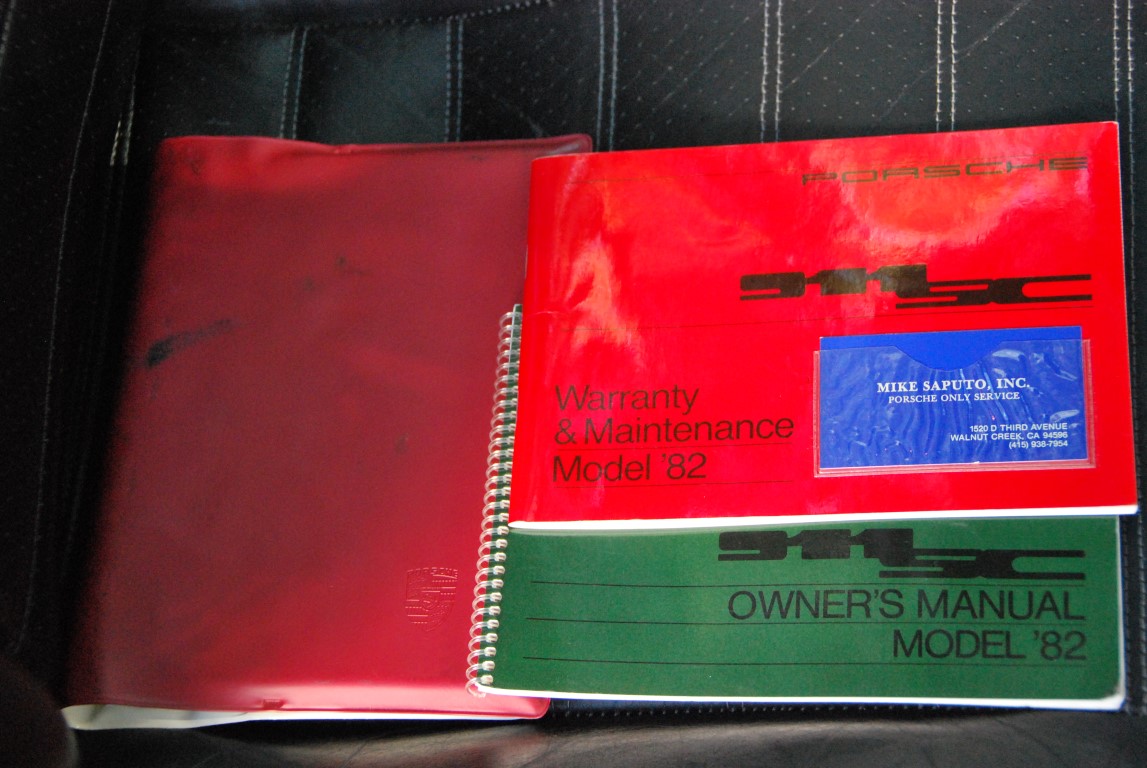 PORSCHE
911SC
Warranty
& Maintenance
Model '82
MIKE SAPUTO, INC.
PORSCHE ONLY SERVICE
1520 D THIRD AVENUE
WALNUT CREEK, CA 94596
(415) 938-7954
911SC
OWNER'S MANUAL
MODEL '82